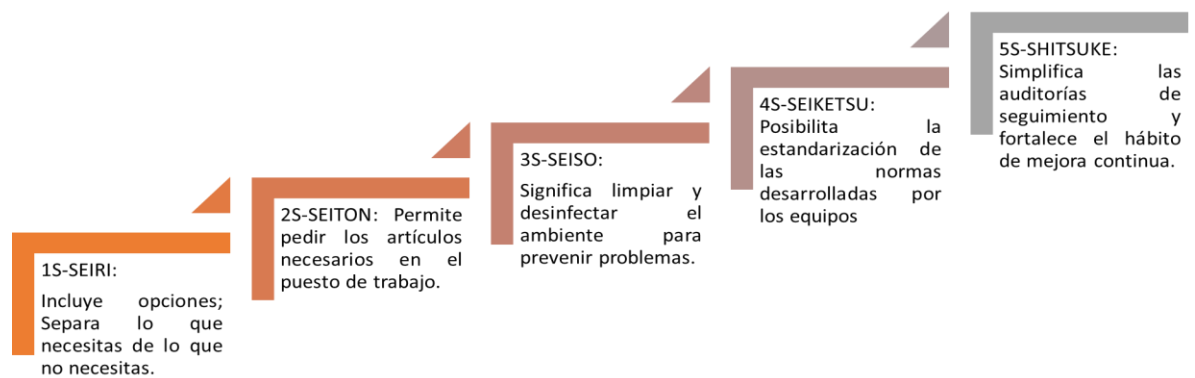 1S-SEIRI:
Incluye opciones;
Separa lo que
necesitas de lo que
no necesitas.
2S-SEITON: Permite
pedir los artículos
necesarios en el
puesto de trabajo.
3S-SEISO:
Significa limpiar y
desinfectar el
ambiente para
prevenir problemas.
4S-SEIKETSU:
Posibilita la
estandarización de
las normas
desarrolladas por
los equipos
5S-SHITSUKE:
Simplifica las
auditorías de
seguimiento y
fortalece el hábito
de mejora continua.